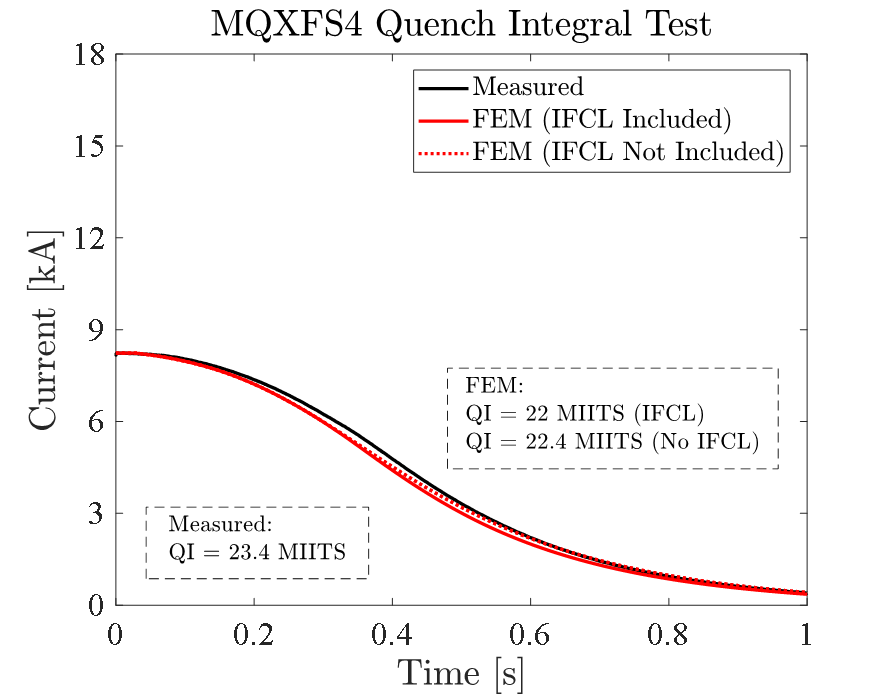 MQXFS4 Quench Integral Test
18
15
12
9
6
3
0
Current [kA]
Measured
FEM (IFCL Included)
FEM (IFCL Not Included)
FEM:
QI = 22 MIITS (IFCL)
QI = 22.4 MIITS (No IFCL)
Measured:
QI = 23.4 MIITS
0 0.2 0.4 0.6 0.8 1
Time [s]